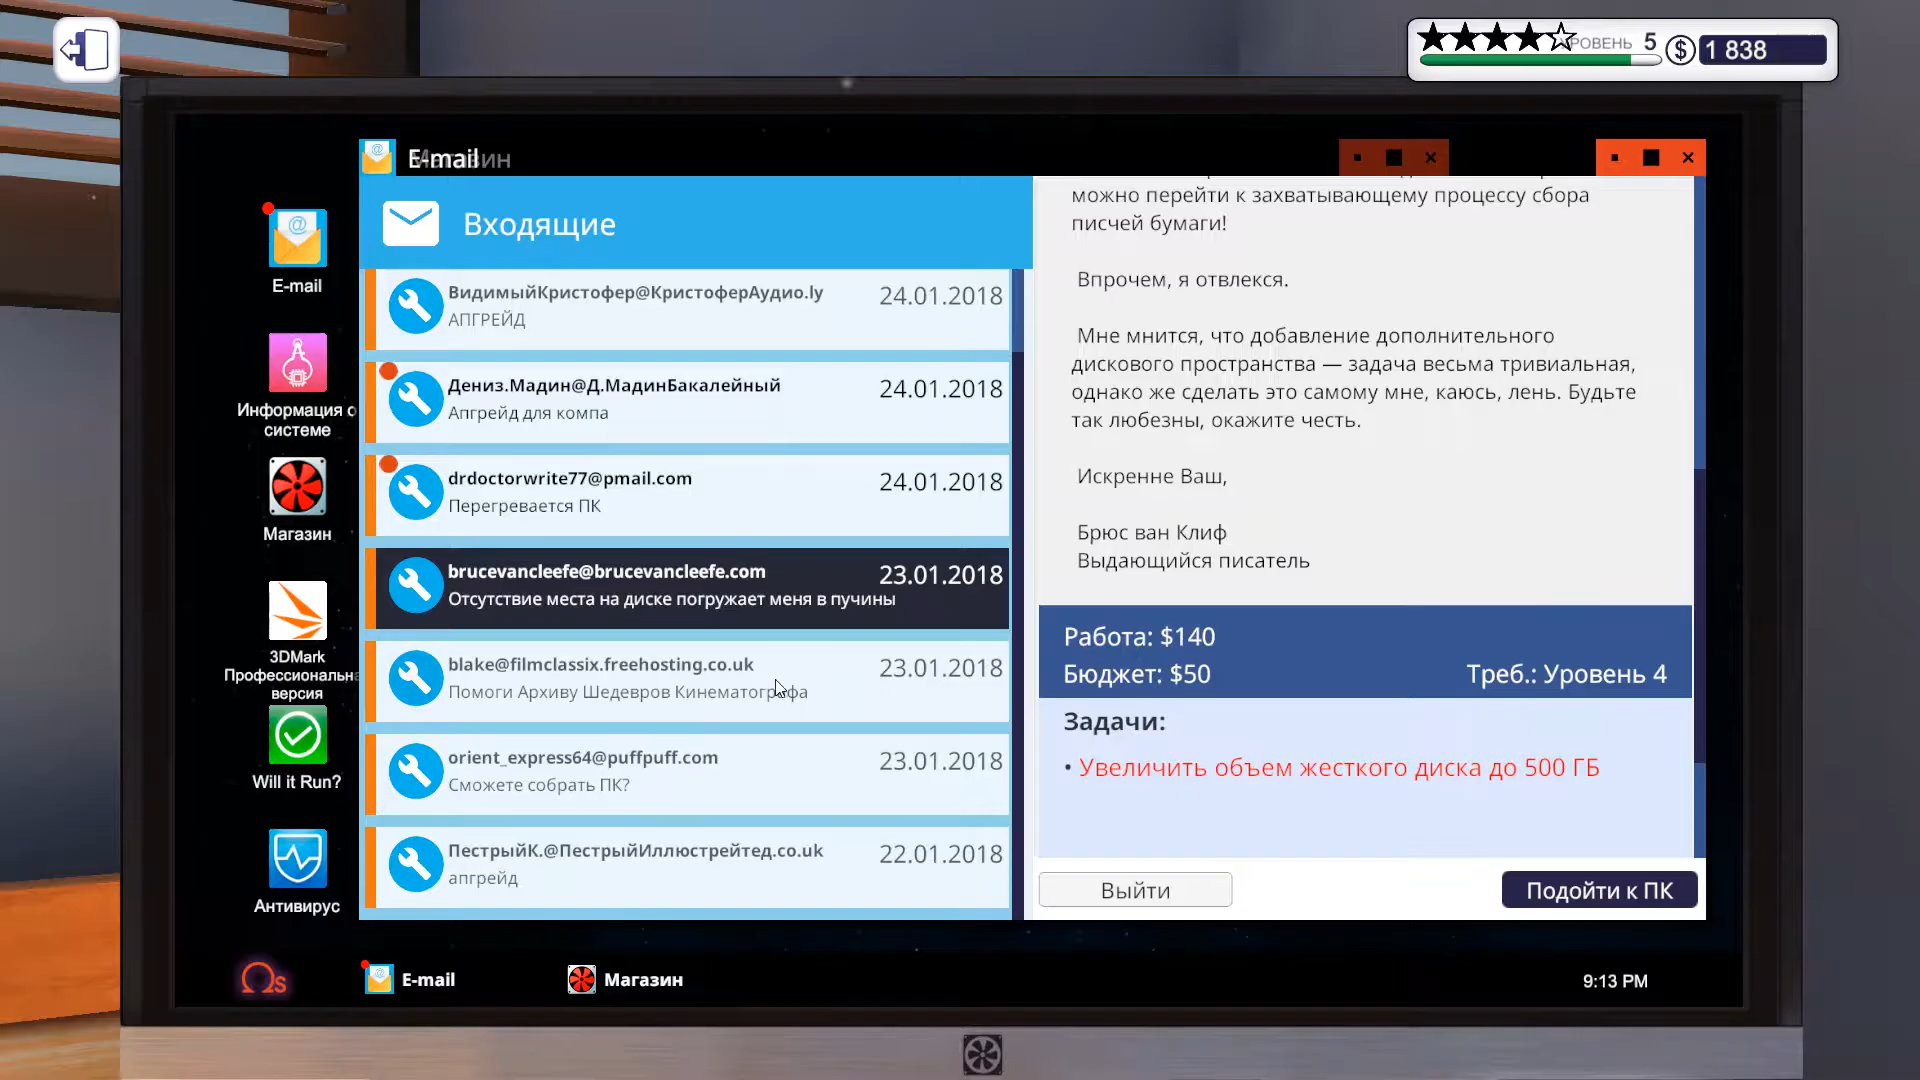 УРОВЕНЬ 5
$ 1 838
E-mail
Магазин
Входящие
ВидимыйКристофер@КристоферАудио.ly
24.01.2018
АПГРЕЙД
Дениз.Мадин@Д.МадинБакалейный
24.01.2018
Апгрейд для компа
drdoctorwrite77@pmail.com
24.01.2018
Перегревается ПК
brucevancleefe@brucevancleefe.com
23.01.2018
Отсутствие места на диске погружает меня в пучины
blake@filmclassix.freehosting.co.uk
23.01.2018
Помоги Архиву Шедевров Кинематографа
orient_express64@puffpuff.com
23.01.2018
Сможете собрать ПК?
ПестрыйК.@ПестрыйИллюстрейтед.co.uk
22.01.2018
апгрейд
можно перейти к захватывающему процессу сбора
писчей бумаги!
Впрочем, я отвлекся.
Мне мнится, что добавление дополнительного
дискового пространства — задача весьма тривиальная,
однако же сделать это самому мне, каюсь, лень. Будьте
так любезны, окажите честь.
Искренне Ваш,
Брюс ван Клиф
Выдающийся писатель
Работа: $140
Бюджет: $50
Треб.: Уровень 4
Задачи:
• Увеличить объем жесткого диска до 500 ГБ
Выйти
Подойти к ПК
E-mail
Информация о
системе
Магазин
3DMark
Профессиональна
версия
Will it Run?
Антивирус
Ωs
E-mail
Магазин
9:13 PM